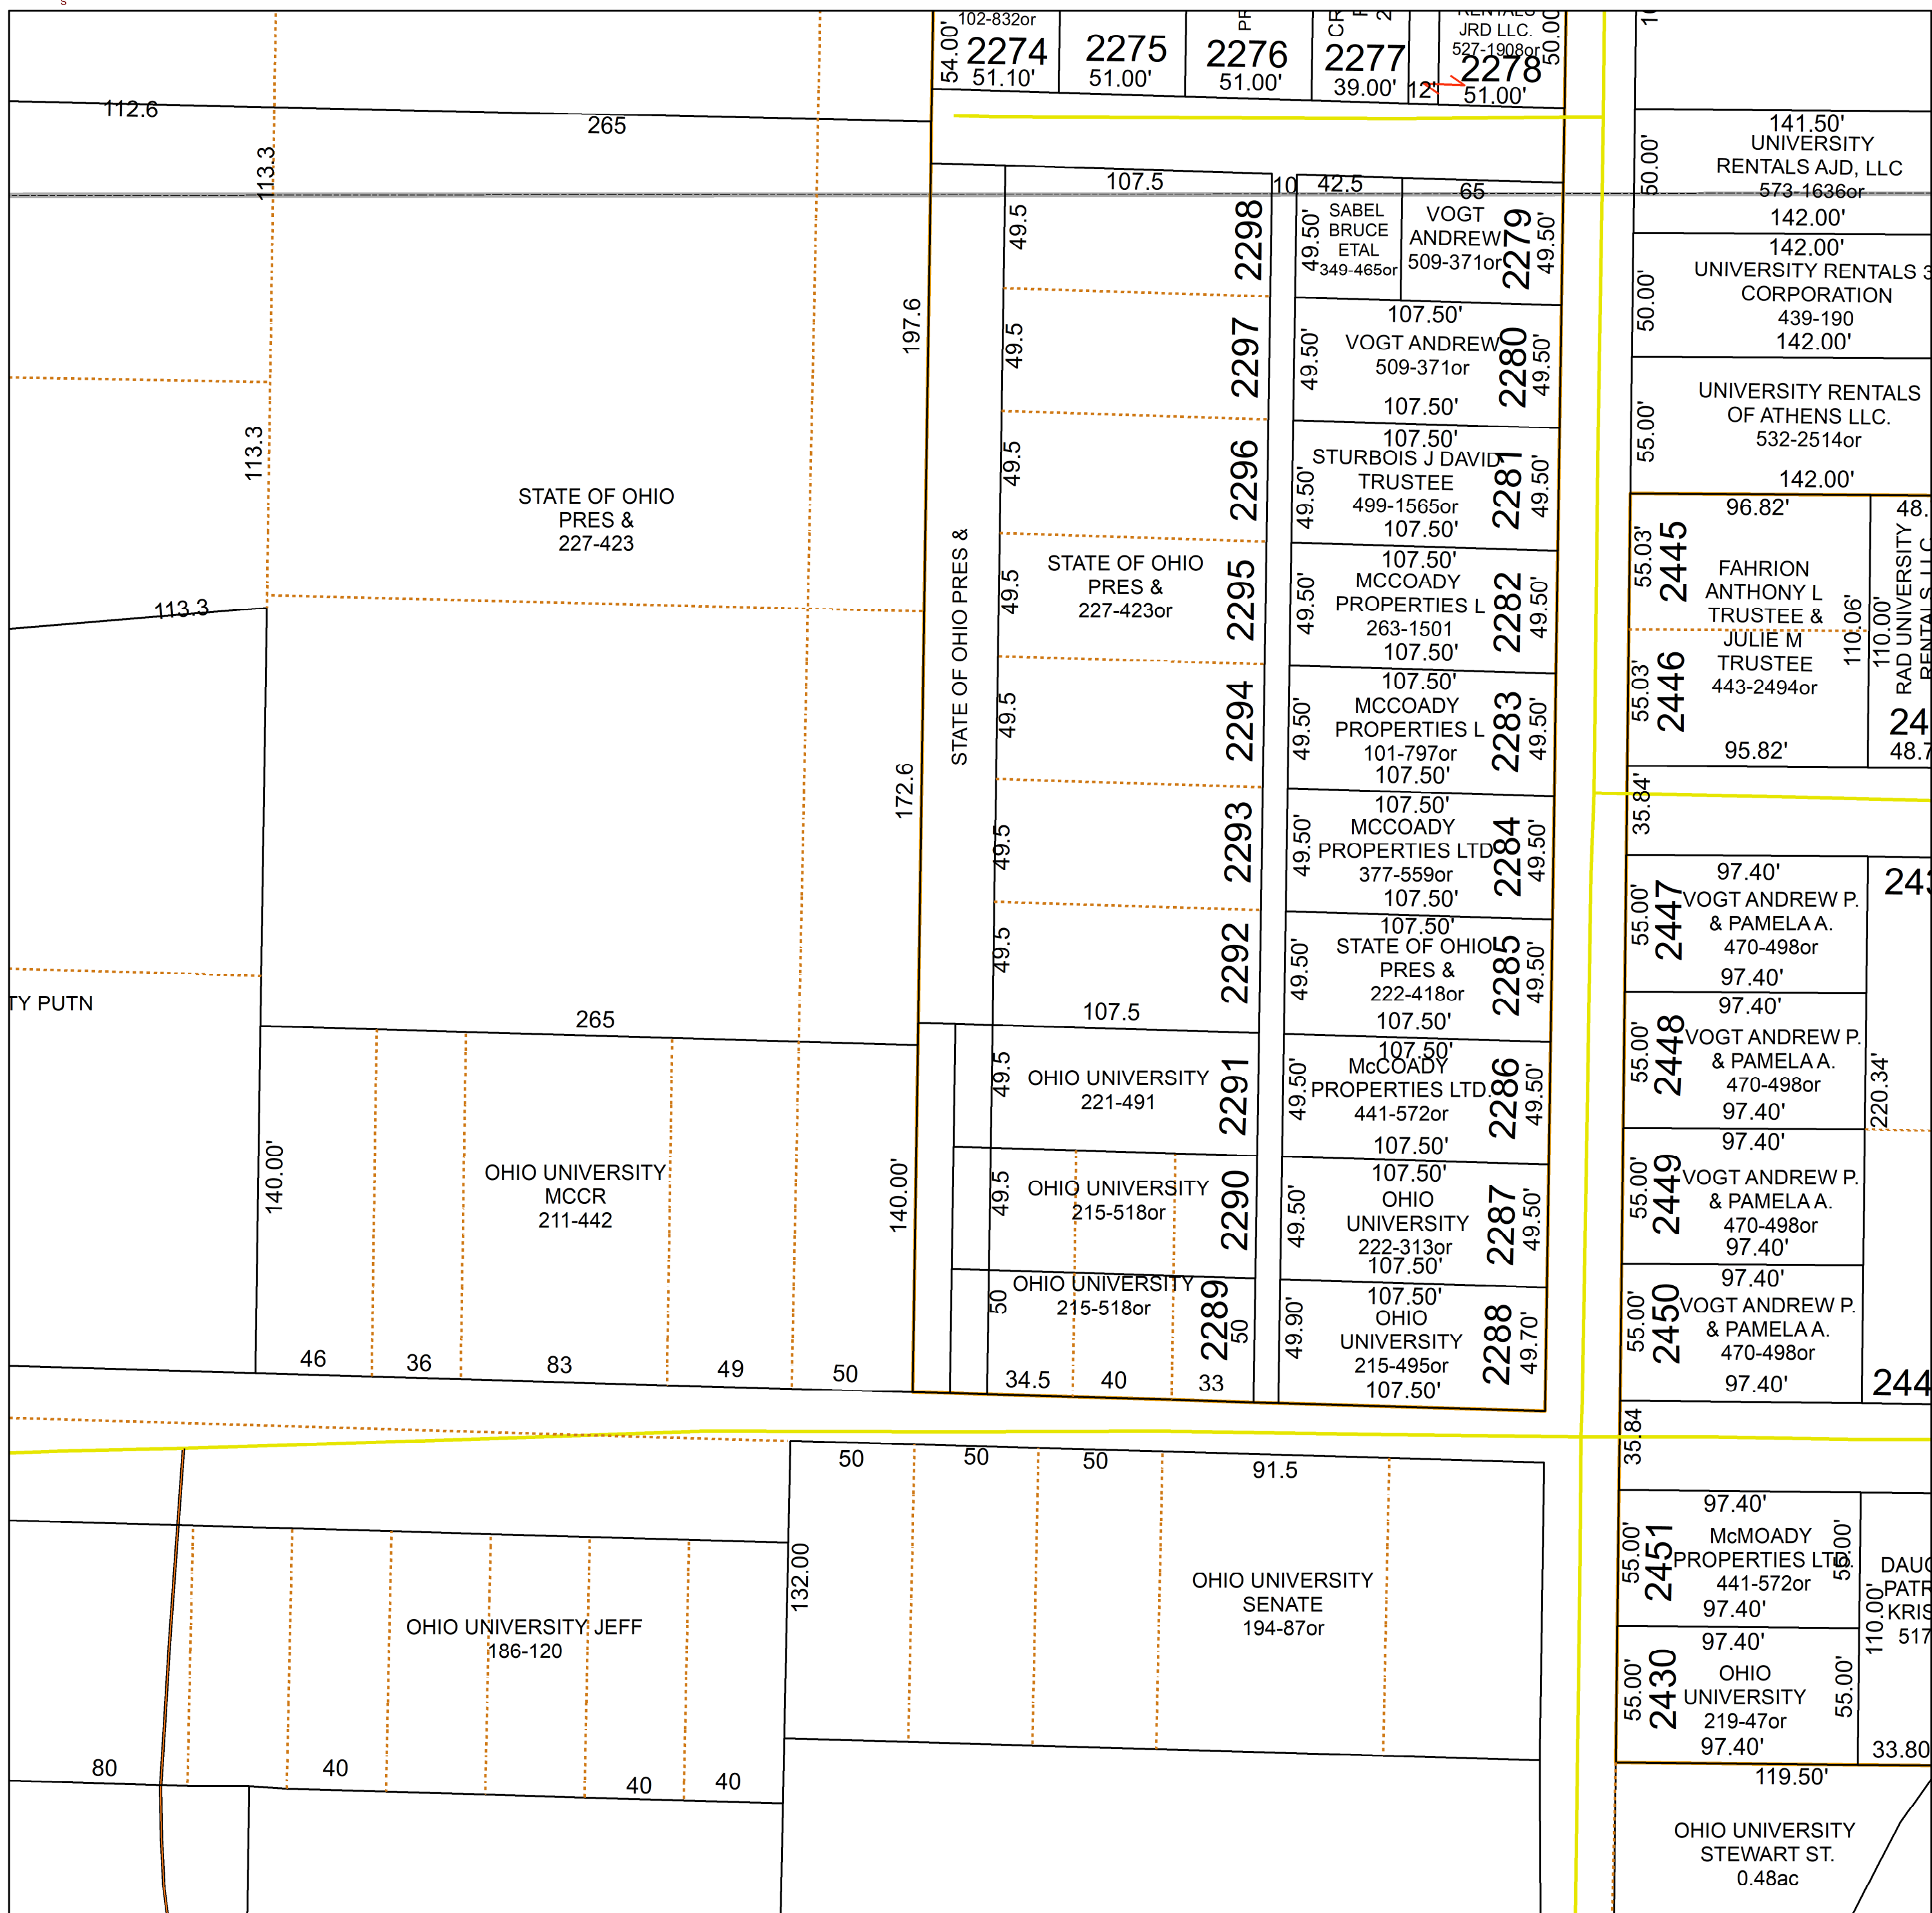 s
102-832or
54.00'
2274
51.10'
2275
51.00'
2276
51.00'
2277
39.00'
12'
JRD LLC.
527-1908or
2278
51.00'
112.6
265
113.3
113.3
113.3
STATE OF OHIO
PRES &
227-423
197.6
172.6
STATE OF OHIO PRES &
107.5
10
49.5
2298
49.5
2297
49.5
2296
49.5
STATE OF OHIO
PRES &
227-423or
2295
49.5
2294
49.5
2293
49.5
2292
107.5
42.5
65
49.50'
SABEL
BRUCE
ETAL
349-465or
VOGT
ANDREW
509-371or
2279
49.50'
107.50'
49.50'
VOGT ANDREW
509-371or
2280
49.50'
107.50'
107.50'
STURBOIS J DAVID
TRUSTEE
499-1565or
49.50'
2281
49.50'
107.50'
107.50'
MCCOADY
PROPERTIES L
263-1501
49.50'
2282
49.50'
107.50'
107.50'
MCCOADY
PROPERTIES L
101-797or
49.50'
2283
49.50'
107.50'
107.50'
MCCOADY
PROPERTIES LTD
377-559or
49.50'
2284
49.50'
107.50'
107.50'
STATE OF OHIO
PRES &
222-418or
49.50'
2285
49.50'
107.50'
107.50'
McCOADY
PROPERTIES LTD.
441-572or
49.50'
2286
49.50'
107.50'
107.50'
OHIO
UNIVERSITY
222-313or
49.50'
2287
49.50'
107.50'
107.50'
OHIO
UNIVERSITY
215-495or
49.90'
2288
49.70'
107.50'
49.5
OHIO UNIVERSITY
221-491
2291
49.5
OHIO UNIVERSITY
215-518or
2290
50
OHIO UNIVERSITY
215-518or
2289
50
34.5
40
33
141.50'
50.00'
UNIVERSITY
RENTALS AJD, LLC
573-1636or
142.00'
142.00'
50.00'
UNIVERSITY RENTALS 3
CORPORATION
439-190
142.00'
55.00'
UNIVERSITY RENTALS
OF ATHENS LLC.
532-2514or
142.00'
96.82'
55.03'
2445
55.03'
2446
FAHRION
ANTHONY L
TRUSTEE &
JULIE M
TRUSTEE
443-2494or
110.06'
95.82'
48.
110.00'
RAD UNIVERSITY
RENTALS LLC
24
48.7
35.84'
97.40'
55.00'
2447
VOGT ANDREW P.
& PAMELA A.
470-498or
97.40'
97.40'
55.00'
2448
VOGT ANDREW P.
& PAMELA A.
470-498or
97.40'
220.34'
97.40'
55.00'
2449
VOGT ANDREW P.
& PAMELA A.
470-498or
97.40'
97.40'
55.00'
2450
VOGT ANDREW P.
& PAMELA A.
470-498or
97.40'
244
35.84
97.40'
55.00'
2451
McMOADY
PROPERTIES LTD.
441-572or
55.00'
97.40'
97.40'
55.00'
2430
OHIO
UNIVERSITY
219-47or
55.00'
97.40'
110.00'
DAUG
PATR
KRIS
517
33.80
119.50'
OHIO UNIVERSITY
STEWART ST.
0.48ac
TY PUTN
265
140.00'
OHIO UNIVERSITY
MCCR
211-442
140.00'
46
36
83
49
50
50
50
50
91.5
132.00
OHIO UNIVERSITY
SENATE
194-87or
OHIO UNIVERSITY JEFF
186-120
80
40
40
40